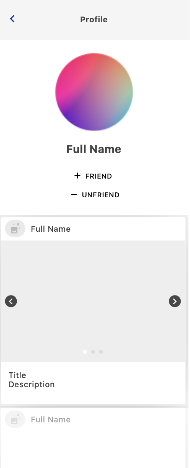 Profile
Full Name
FRIEND
UNFRIEND
Full Name
Title
Description
Full Name